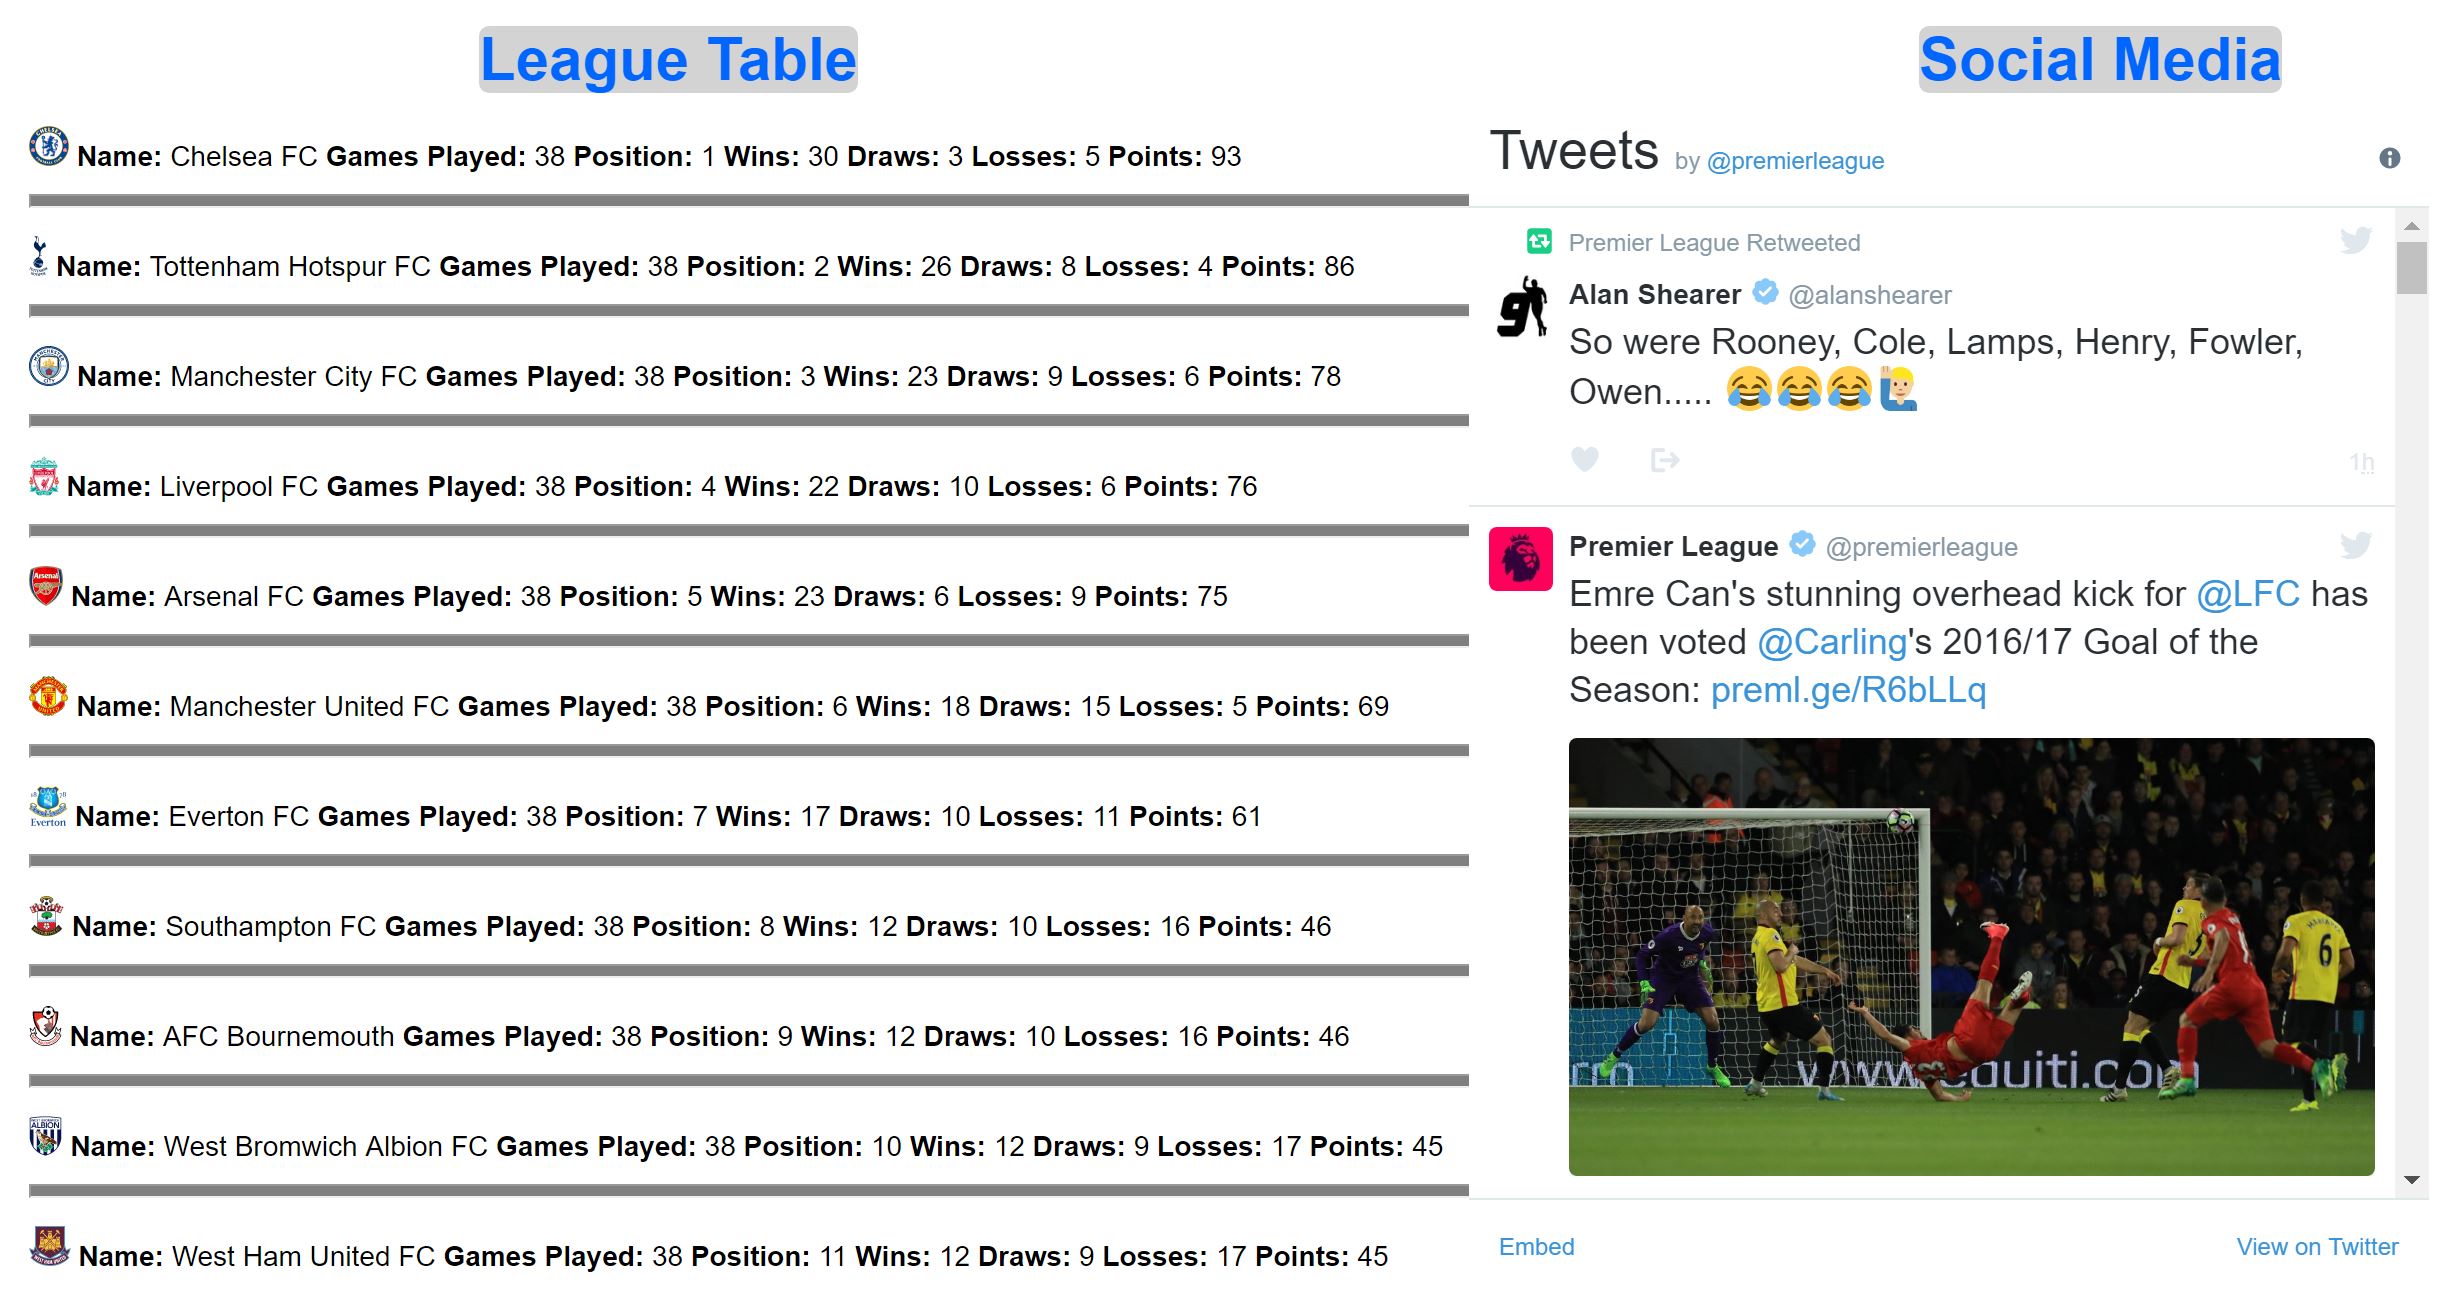 League Table
Name: Chelsea FC Games Played: 38 Position: 1 Wins: 30 Draws: 3 Losses: 5 Points: 93
Name: Tottenham Hotspur FC Games Played: 38 Position: 2 Wins: 26 Draws: 8 Losses: 4 Points: 86
Name: Manchester City FC Games Played: 38 Position: 3 Wins: 23 Draws: 9 Losses: 6 Points: 78
Name: Liverpool FC Games Played: 38 Position: 4 Wins: 22 Draws: 10 Losses: 6 Points: 76
Arsenal
Name: Arsenal FC Games Played: 38 Position: 5 Wins: 23 Draws: 6 Losses: 9 Points: 75
Name: Manchester United FC Games Played: 38 Position: 6 Wins: 18 Draws: 15 Losses: 5 Points: 69
Everton
Name: Everton FC Games Played: 38 Position: 7 Wins: 17 Draws: 10 Losses: 11 Points: 61
Name: Southampton FC Games Played: 38 Position: 8 Wins: 12 Draws: 10 Losses: 16 Points: 46
Name: AFC Bournemouth Games Played: 38 Position: 9 Wins: 12 Draws: 10 Losses: 16 Points: 46
ALBION
Name: West Bromwich Albion FC Games Played: 38 Position: 10 Wins: 12 Draws: 9 Losses: 17 Points: 45
Name: West Ham United FC Games Played: 38 Position: 11 Wins: 12 Draws: 9 Losses: 17 Points: 45
Social Media
Tweets by @premierleague
Premier League Retweeted
Alan Shearer @alanshearer
9
So were Rooney, Cole, Lamps, Henry, Fowler,
Owen..... 😂😂😂🙋🏼‍♂️
1h
Premier League @premierleague
Emre Can's stunning overhead kick for @LFC has
been voted @Carling's 2016/17 Goal of the
Season: preml.ge/R6bLLq
6
Embed
View on Twitter